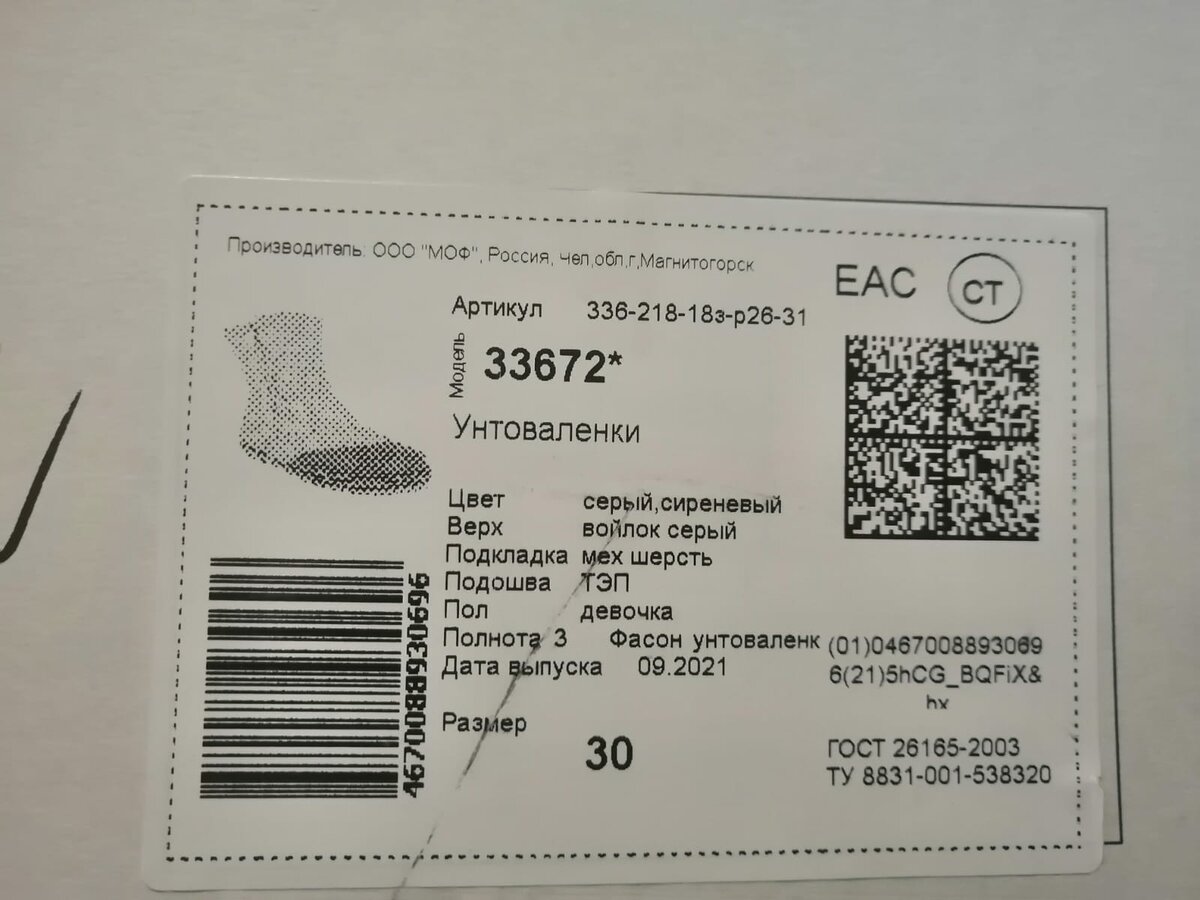 Производитель: ООО "МОФ", Россия, чел,обл,г,Магнитогорск
EAC СТ
Артикул 336-218-18з-р26-31
Модель 33672*
Унтоваленки
Цвет серый,сиреневый
Верх войлок серый
Подкладка мех шерсть
Подошва ТЭП
Пол девочка
Полнота 3 Фасон унтоваленк
Дата выпуска 09.2021
Размер
30
4670088930696
(01)0467008893069
6(21)5hCG_BQFiX&
hx
ГОСТ 26165-2003
ТУ 8831-001-538320